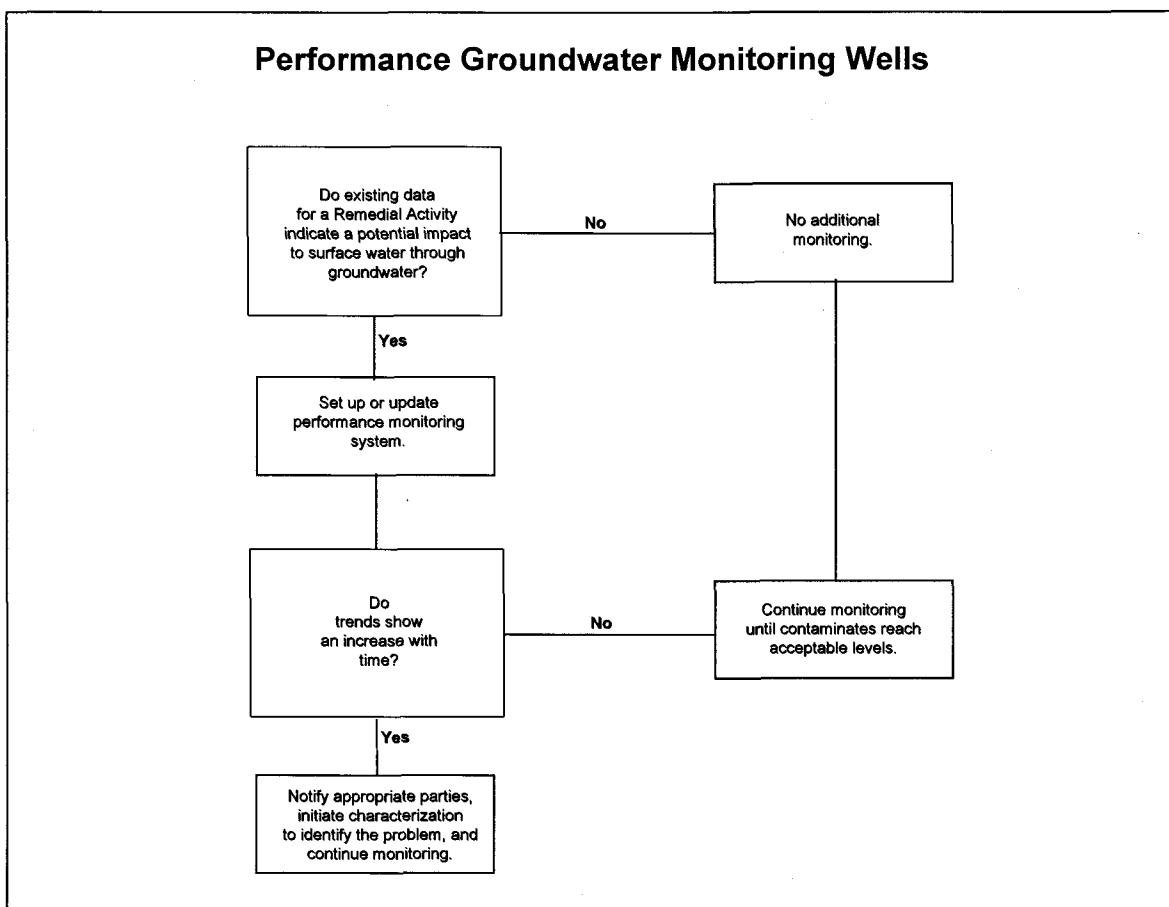 Performance Groundwater Monitoring Wells
Do existing data
for a Remedial Activity
indicate a potential impact
to surface water through
groundwater?
No
No additional
monitoring.
Yes
Set up or update
performance monitoring
system.
Do
trends show
an increase with
time?
No
Continue monitoring
until contaminates reach
acceptable levels.
Yes
Notify appropriate parties,
initiate characterization
to identify the problem, and
continue monitoring.